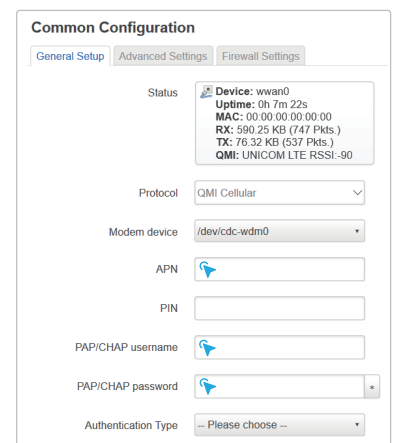 Common Configuration
General Setup Advanced Settings Firewall Settings
Status
Device: wwan0
Uptime: 0h 7m 22s
MAC: 00:00:00:00:00:00
RX: 590.25 KB (747 Pkts.)
TX: 76.32 KB (537 Pkts.)
QMI: UNICOM LTE RSSI:-90
Protocol QMI Cellular
Modem device /dev/cdc-wdm0
APN
PIN
PAP/CHAP username
PAP/CHAP password *
Authentication Type -- Please choose --